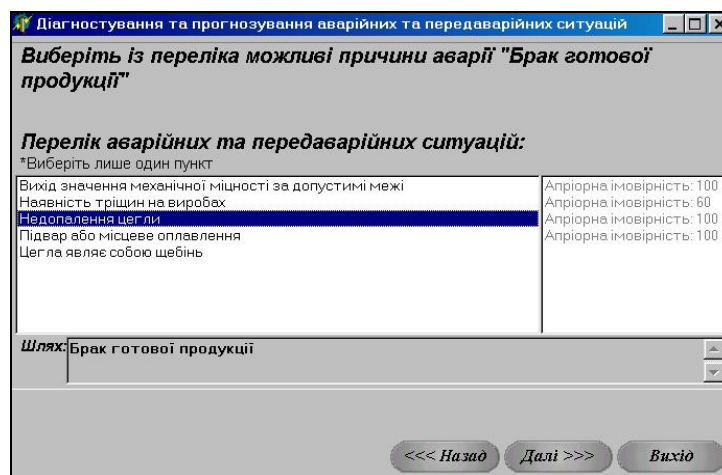 Діагностування та прогнозування аварійних та передаварійних ситуацій
Виберіть із переліка можливі причини аварії "Брак готової
продукції"
Перелік аварійних та передаварійних ситуацій:
*Виберіть лише один пункт
Вихід значення механічної міцності за допустимі межі
Апріорна імовірність: 100
Наявність тріщин на виробах
Апріорна імовірність: 60
Недопалення цегли
Апріорна імовірність: 100
Підвар або місцеве оплавлення
Апріорна імовірність: 100
Цегла являє собою щебінь
Шлях:
Брак готової продукції
<<< Назад
Далі >>>
Вихід